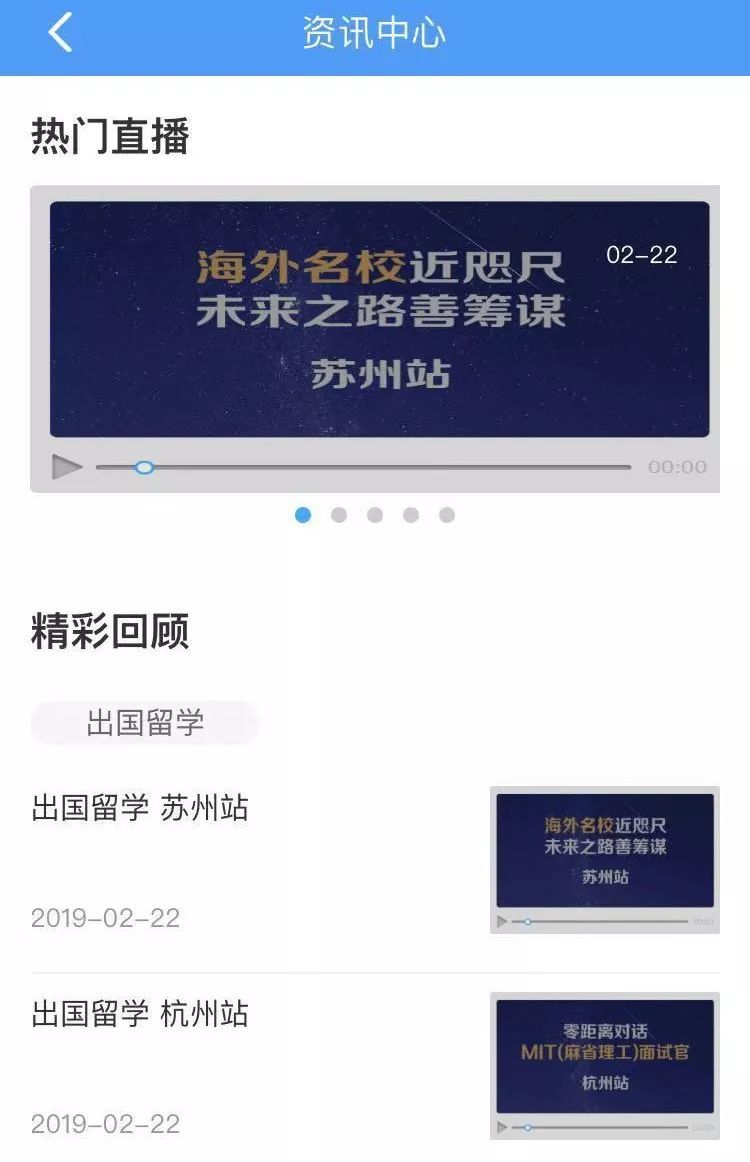 资讯中心
热门直播
海外名校近咫尺
02-22
未来之路善筹谋
苏州站
00:00
精彩回顾
出国留学
出国留学 苏州站
海外名校近咫尺
未来之路善筹谋
苏州站
00:00
2019-02-22
出国留学 杭州站
零距离对话
MIT(麻省理工)面试官
杭州站
00:00
2019-02-22